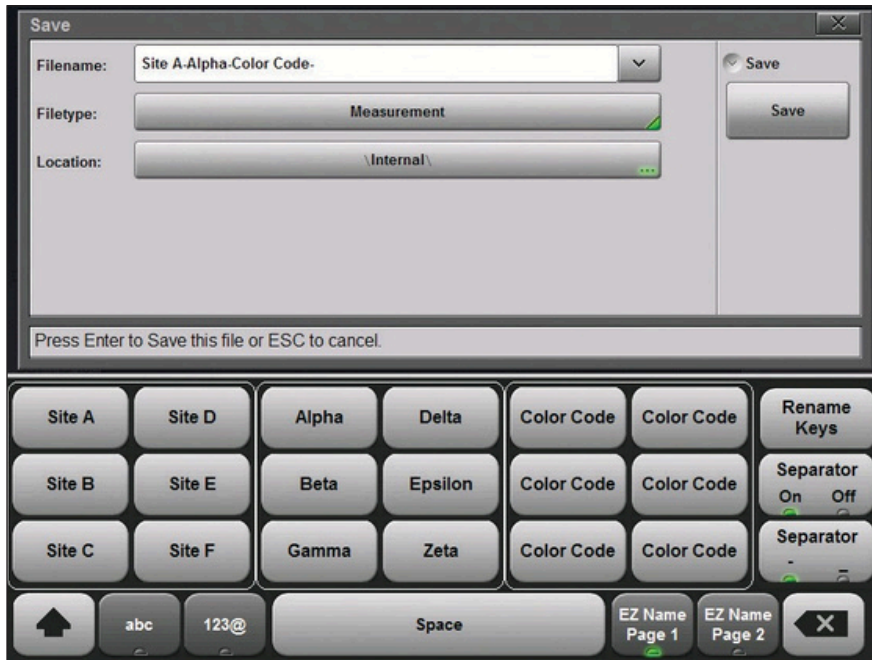 Save
Filename: Site A-Alpha-Color Code-
Save
Filetype: Measurement
Save
Location: \Internal\
Press Enter to Save this file or ESC to cancel.
Site A Site D Alpha Delta Color Code Color Code Rename Keys
Site B Site E Beta Epsilon Color Code Color Code Separator On Off
Site C Site F Gamma Zeta Color Code Color Code Separator - _
abc 123@ Space EZ Name Page 1 EZ Name Page 2